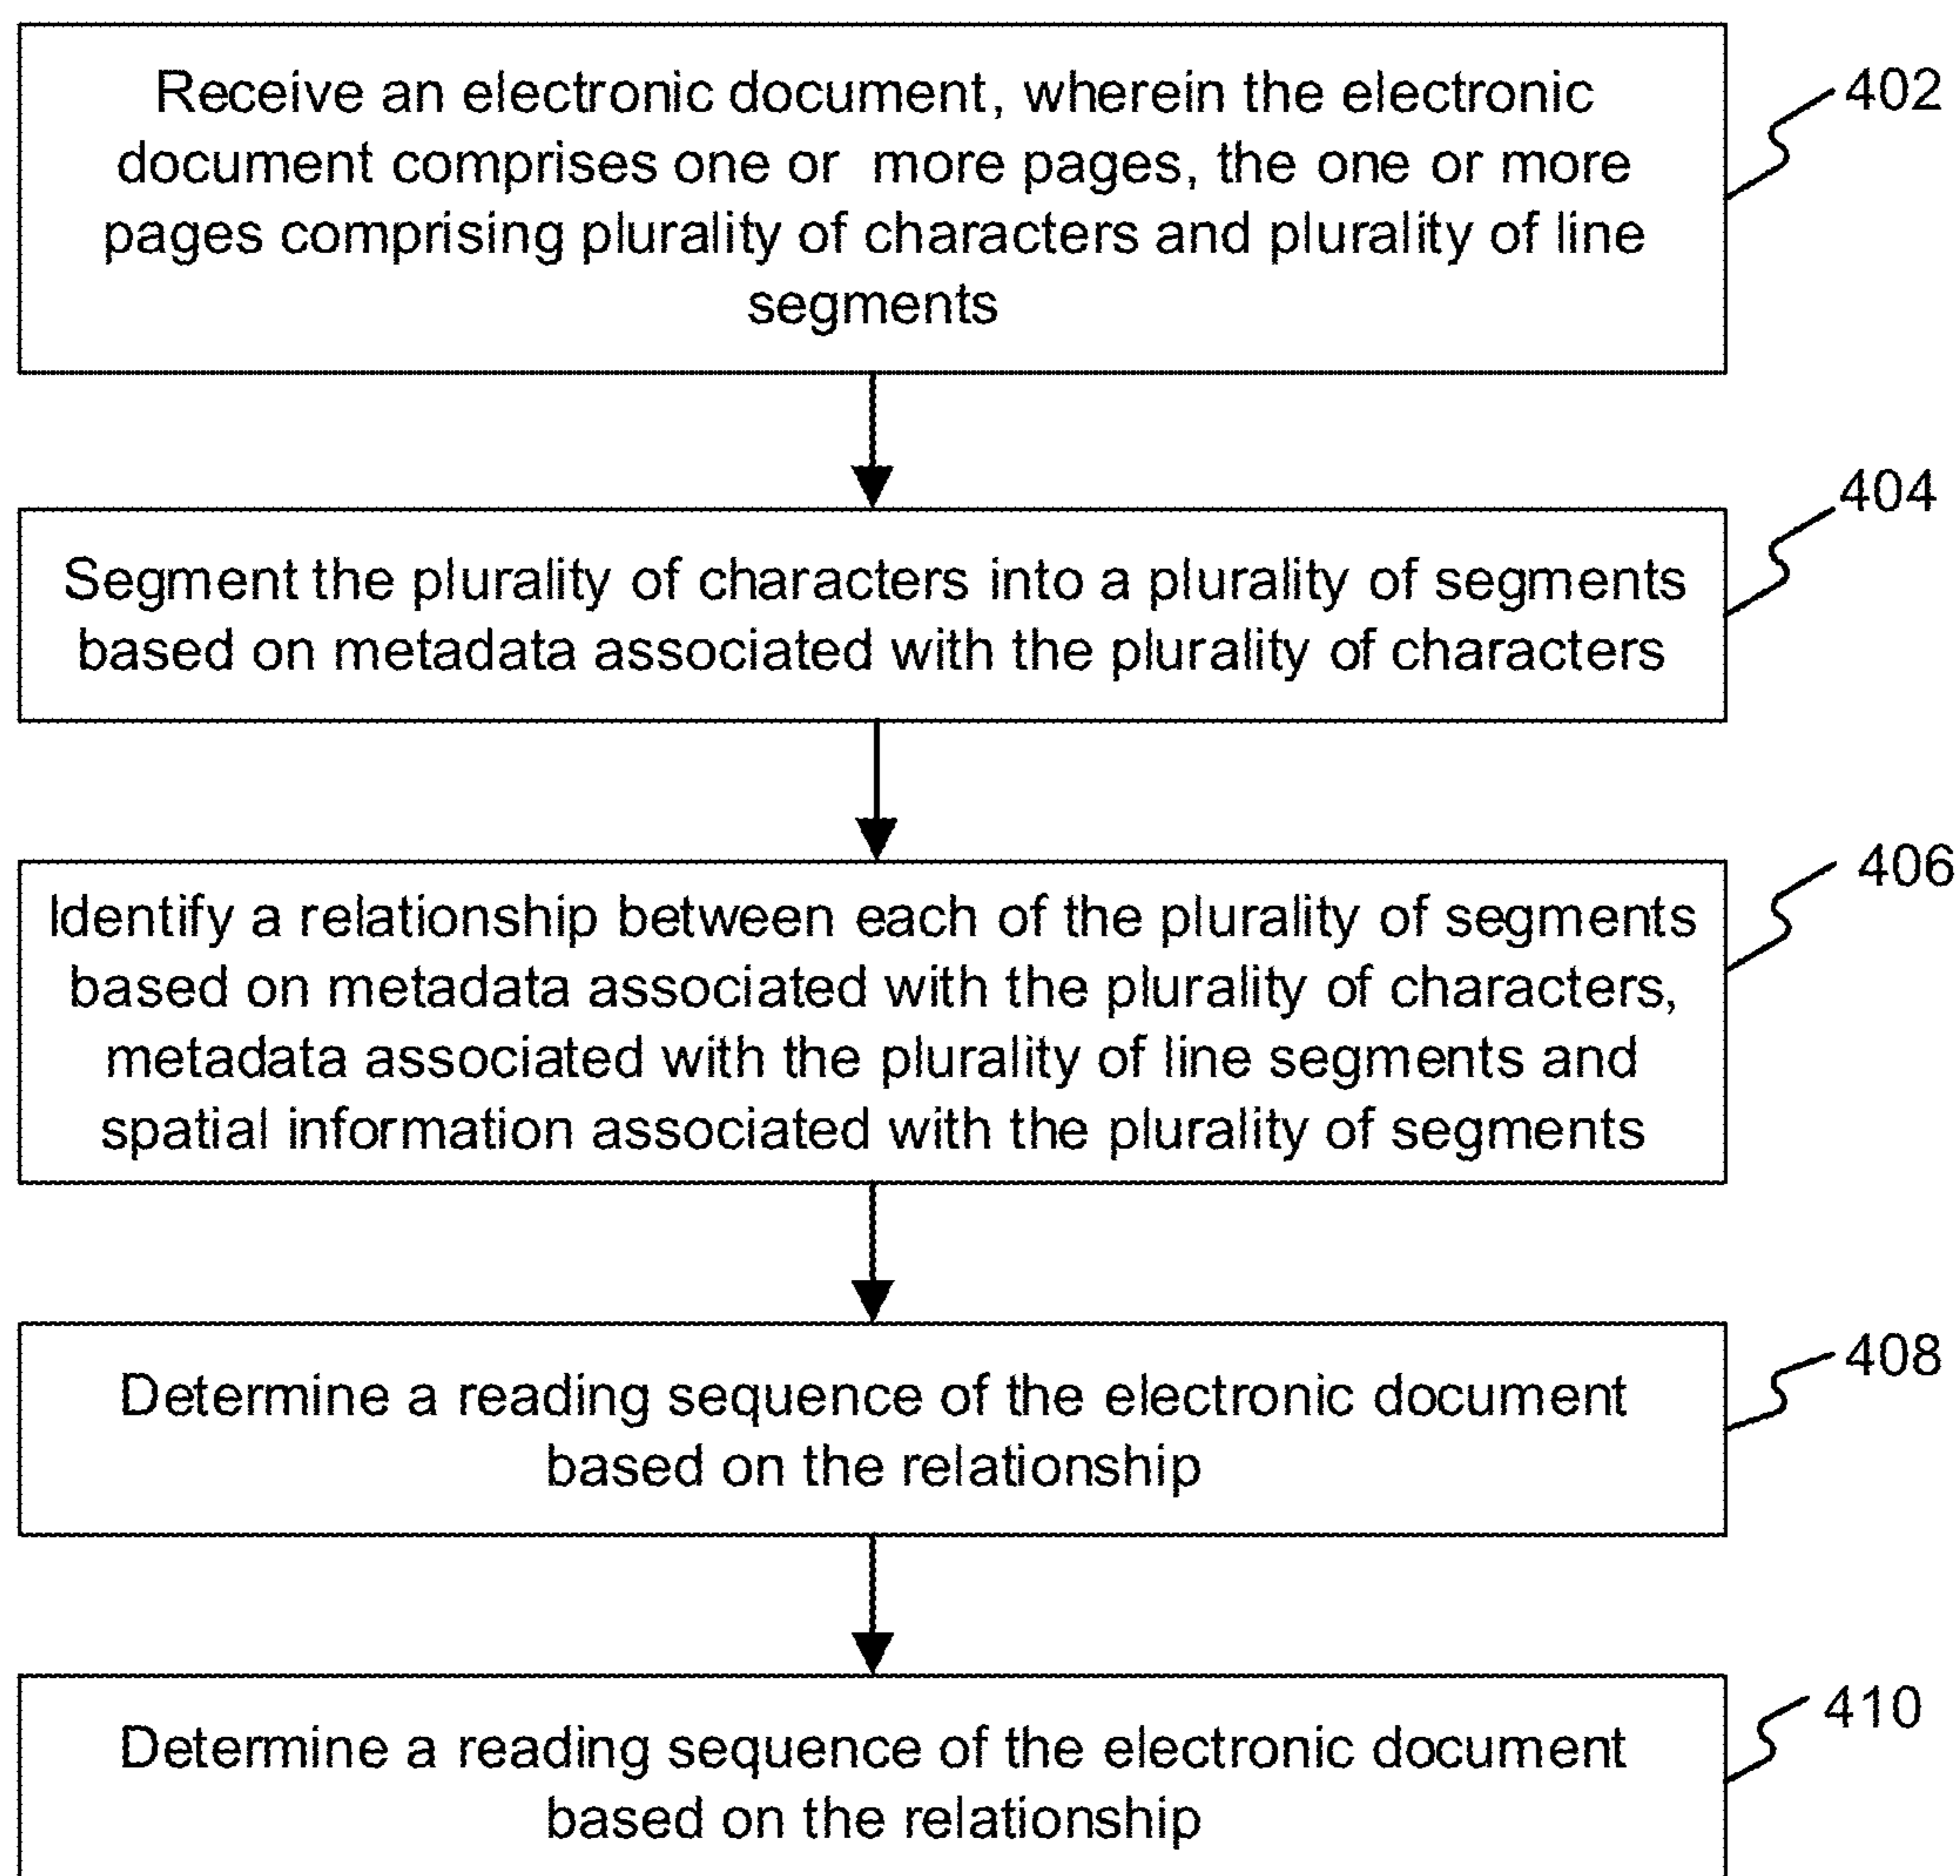 Receive an electronic document, wherein the electronic
document comprises one or more pages, the one or more
pages comprising plurality of characters and plurality of line
segments
402
Segment the plurality of characters into a plurality of segments
based on metadata associated with the plurality of characters
404
Identify a relationship between each of the plurality of segments
based on metadata associated with the plurality of characters,
metadata associated with the plurality of line segments and
spatial information associated with the plurality of segments
406
Determine a reading sequence of the electronic document
based on the relationship
408
Determine a reading sequence of the electronic document
based on the relationship
410